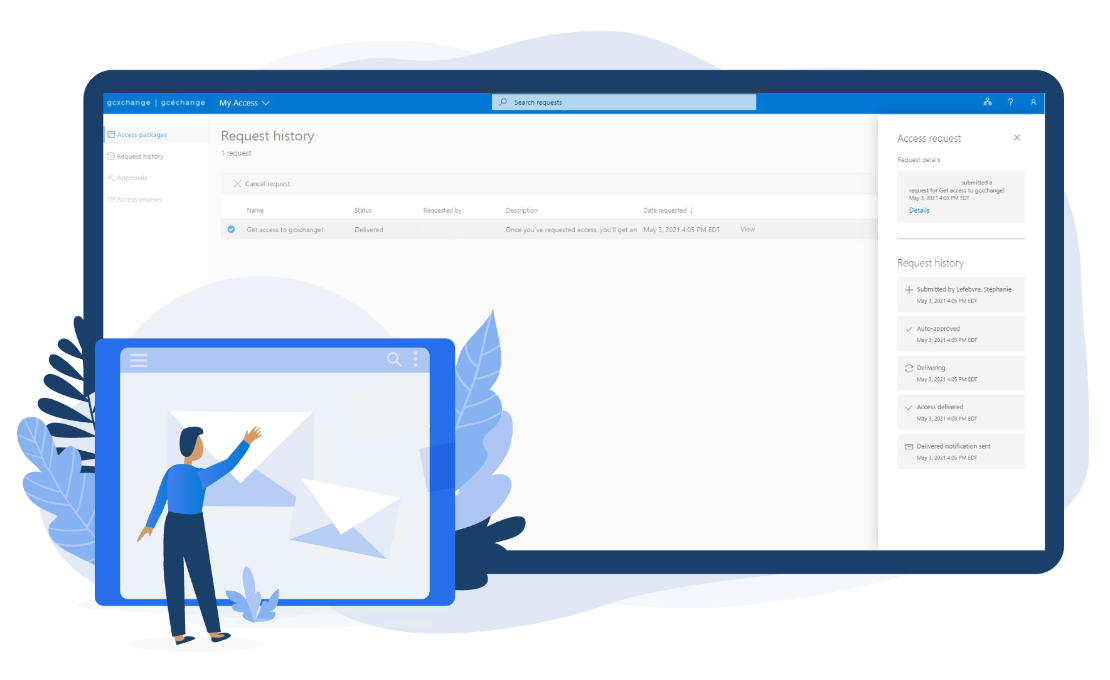 gcxchange | gcéchange
My Access
Search requests
?
Access packages
Request history
Approvals
Access reviews
Request history
1 request
Cancel request
Name Status Requested by Description Date requested ↓
Get access to gcxchange! Delivered Once you've requested access, you'll get an May 3, 2021 4:05 PM EDT View
Access request
Request details
submitted a
request for Get access to gcxchange!
May 3, 2021 4:05 PM EDT
Details
Request history
Submitted by Lefebvre, Stéphanie
May 3, 2021 4:05 PM EDT
Auto-approved
May 3, 2021 4:05 PM EDT
Delivering
May 3, 2021 4:05 PM EDT
Access delivered
May 3, 2021 4:05 PM EDT
Delivered notification sent
May 3, 2021 4:05 PM EDT